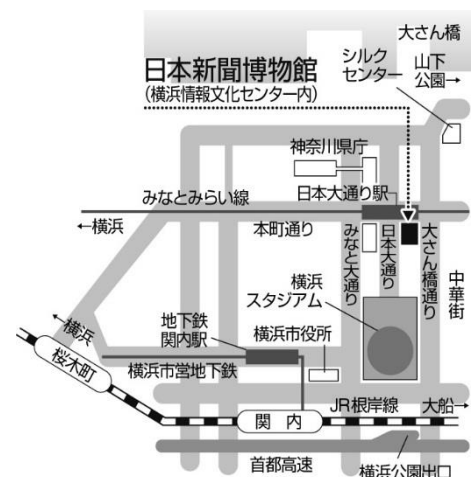 大さん橋
シルク
センター
山下
公園→
日本新聞博物館
(横浜情報文化センター内)
神奈川県庁
日本大通り駅
みなとみらい線
←横浜
本町通り
みなと大通り
日本大通り
大さん橋通り
中華街
横浜
スタジアム
←横浜
桜木町
地下鉄
関内駅
横浜市役所
横浜市営地下鉄
関内
JR根岸線
大船→
首都高速
横浜公園出口